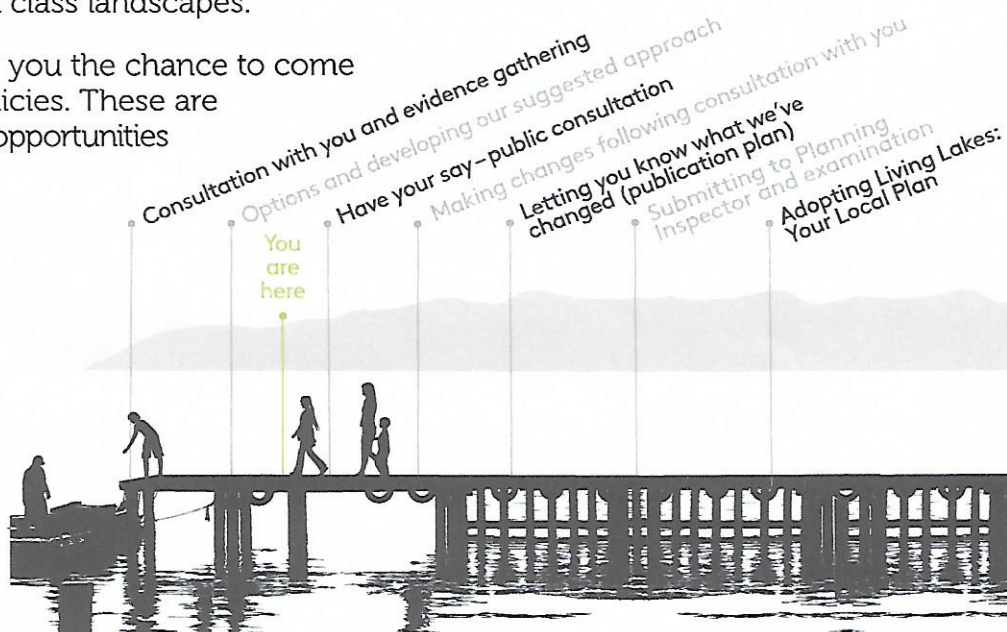 class landscapes.
you the chance to come
icies. These are
opportunities
Consultation with you and evidence gathering
Options and developing our suggested approach
Have your say–public consultation
Making changes following consultation with you
Letting you know what we've
changed (publication plan)
Submitting to Planning
Inspector and examination
Adopting Living Lakes:
Your Local Plan
You
are
here